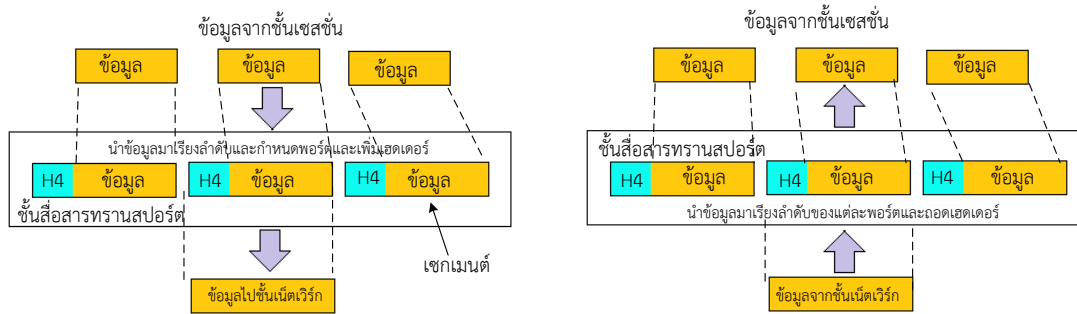 ข้อมูลจากชั้นเซสชั่น
ข้อมูล ข้อมูล ข้อมูล
นำข้อมูลมาเรียงลำดับและกำหนดพอร์ตและเพิ่มเฮดเดอร์
H4 ข้อมูล H4 ข้อมูล H4 ข้อมูล
ชั้นสื่อสารทรานสปอร์ต
เซกเมนต์
ข้อมูลไปชั้นเน็ตเวิร์ก
ข้อมูลจากชั้นเซสชั่น
ข้อมูล ข้อมูล ข้อมูล
ชั้นสื่อสารทรานสปอร์ต
H4 ข้อมูล H4 ข้อมูล H4 ข้อมูล
นำข้อมูลมาเรียงลำดับของแต่ละพอร์ตและถอดเฮดเดอร์
ข้อมูลจากชั้นเน็ตเวิร์ก